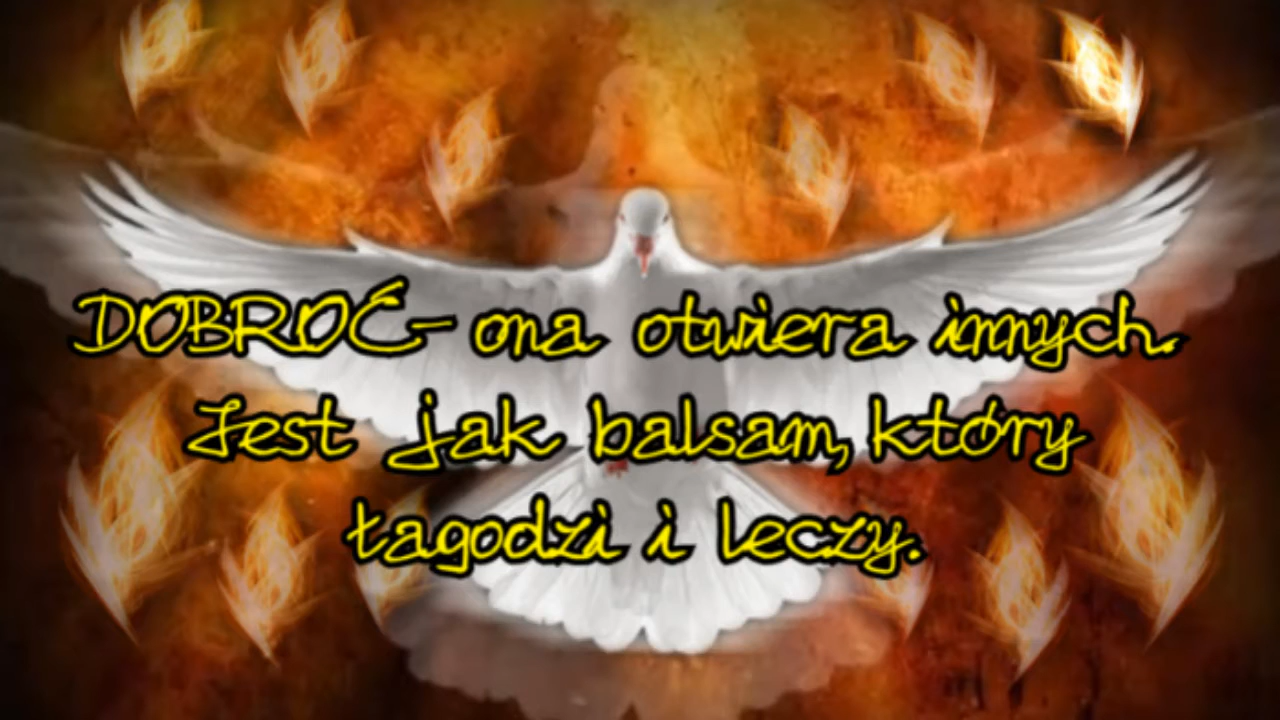 DOBROĆ- ona otwiera innych.
Jest jak balsam, który
łagodzi i leczy.